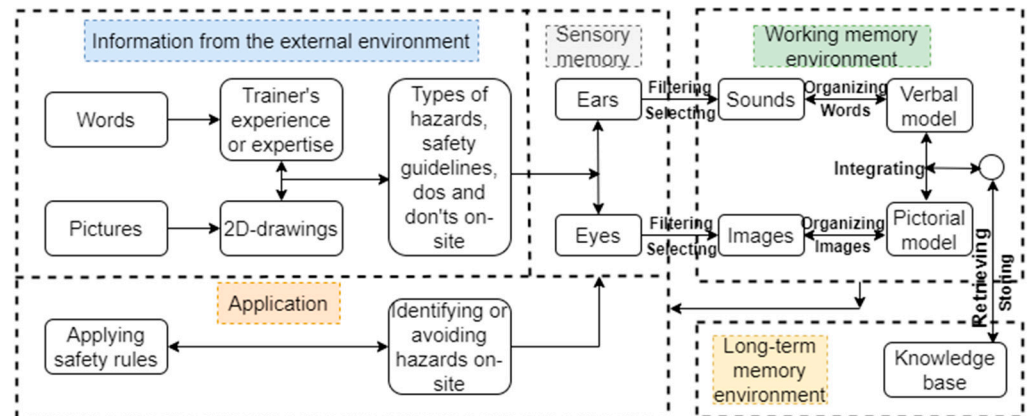 Information from the external environment
Sensory
memory
Working memory
environment
Words
Trainer's
experience
or expertise
Types of
hazards,
safety
guidelines,
dos and
don'ts on-
site
Pictures
2D-drawings
Ears
Eyes
Filtering
Selecting
Filtering
Selecting
Sounds
Images
Organizing
Words
Organizing
Images
Verbal
model
Integrating
Pictorial
model
Retrieving
Storing
Application
Applying
safety rules
Identifying or
avoiding
hazards on-
site
Long-term
memory
environment
Knowledge
base